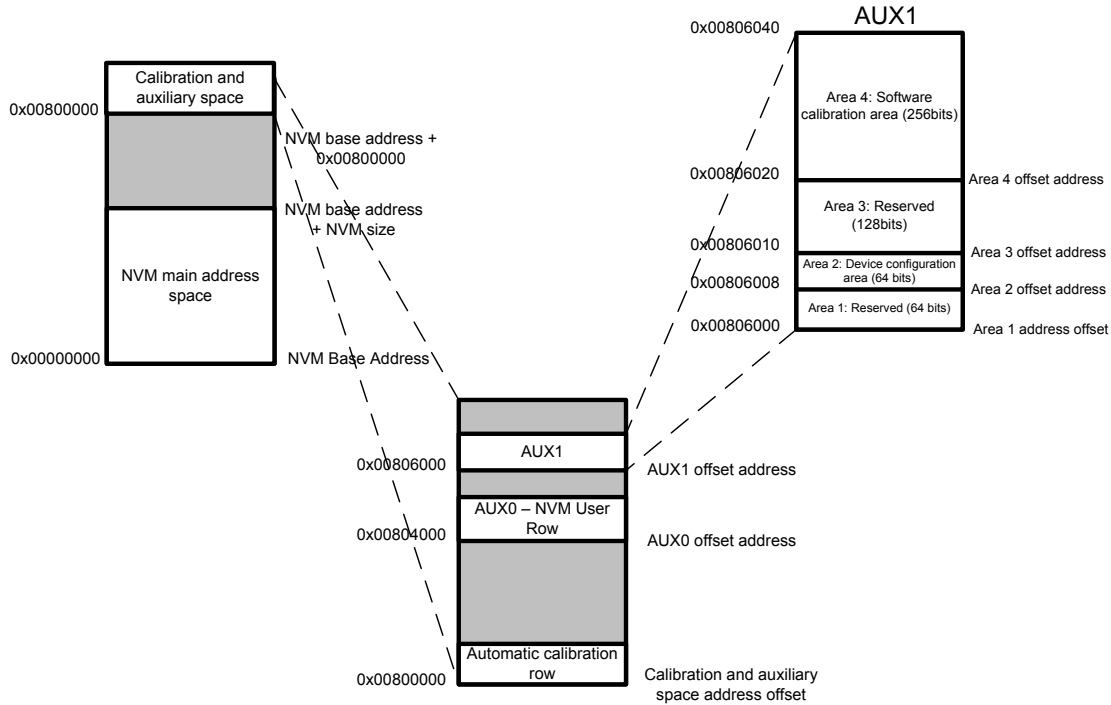 AUX1
0x00806040
Area 4: Software
calibration area (256bits)
0x00806020
Area 4 offset address
Area 3: Reserved
(128bits)
0x00806010
Area 3 offset address
Area 2: Device configuration
area (64 bits)
0x00806008
Area 2 offset address
Area 1: Reserved (64 bits)
0x00806000
Area 1 address offset
Calibration and
auxiliary space
0x00800000
NVM base address +
0x00800000
NVM base address
+ NVM size
NVM main address
space
0x00000000
NVM Base Address
AUX1
0x00806000
AUX1 offset address
AUX0 – NVM User
Row
0x00804000
AUX0 offset address
Automatic calibration
row
0x00800000
Calibration and auxiliary
space address offset